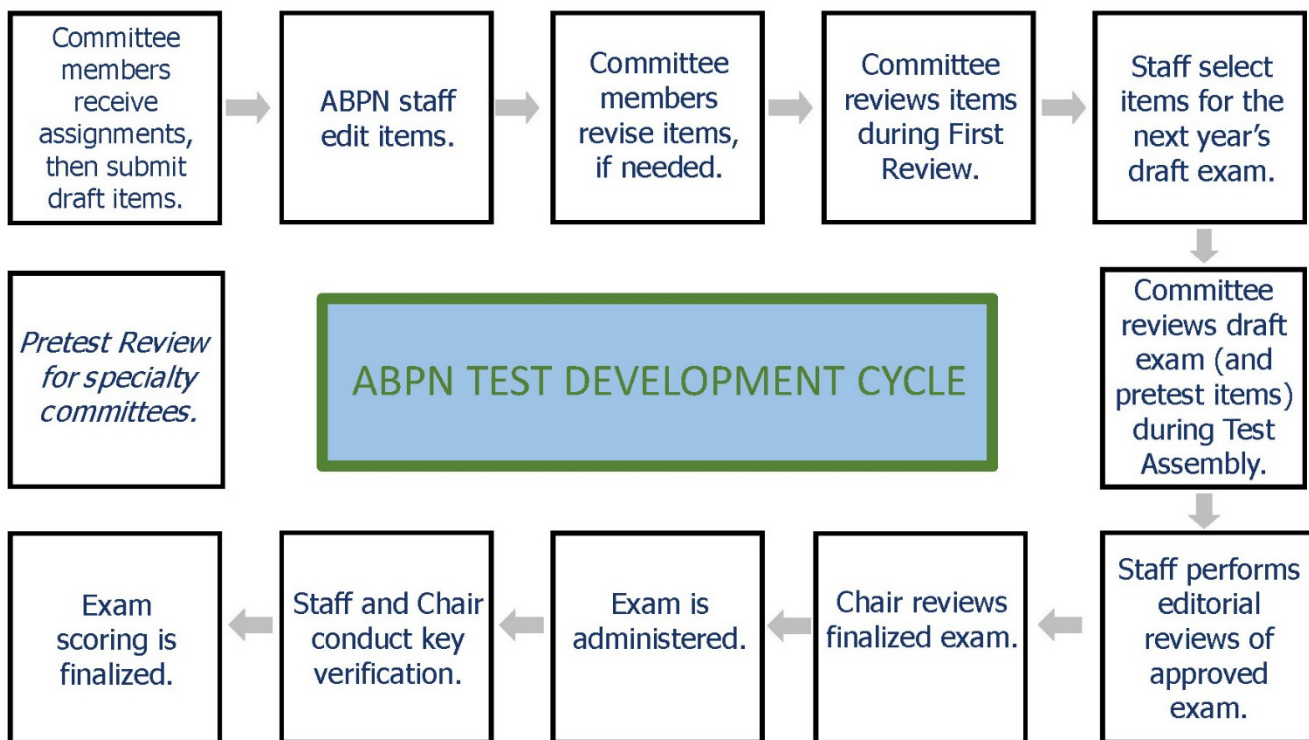 Committee
members
receive
assignments,
then submit
draft items.
ABPN staff
edit items.
Committee
members
revise items,
if needed.
Committee
reviews items
during First
Review.
Staff select
items for the
next year’s
draft exam.
Committee
reviews draft
exam (and
pretest items)
during Test
Assembly.
Staff performs
editorial
reviews of
approved
exam.
Chair reviews
finalized exam.
Exam is
administered.
Staff and Chair
conduct key
verification.
Exam
scoring is
finalized.
Pretest Review
for specialty
committees.
ABPN TEST DEVELOPMENT CYCLE